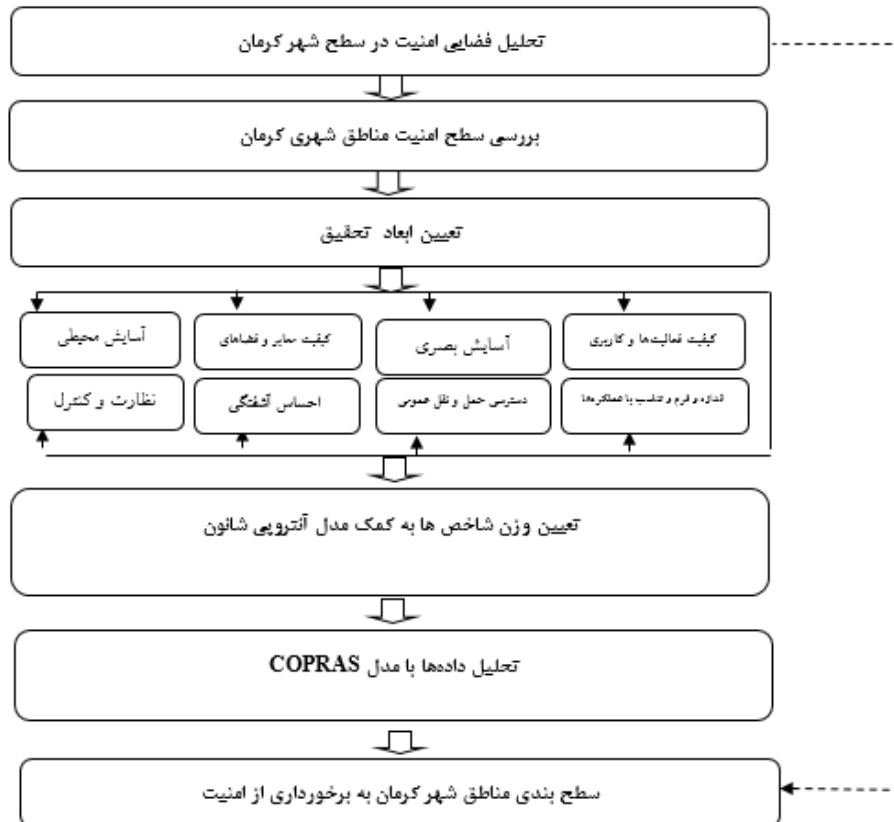 تحلیل فضایی امنیت در سطح شهر کرمان
بررسی سطح امنیت مناطق شهری کرمان
تعیین ابعاد تحقیق
کیفیت فعالیت‌ها و کاربری
آسایش بصری
کیفیت معابر و فضاهای
آسایش محیطی
اندازه و فرم و تناسب با عملکردها
دسترسی حمل و نقل عمومی
احساس آشفتگی
نظارت و کنترل
تعیین وزن شاخص ها به کمک مدل آنتروپی شانون
تحلیل داده‌ها با مدل COPRAS
سطح بندی مناطق شهر کرمان به برخورداری از امنیت